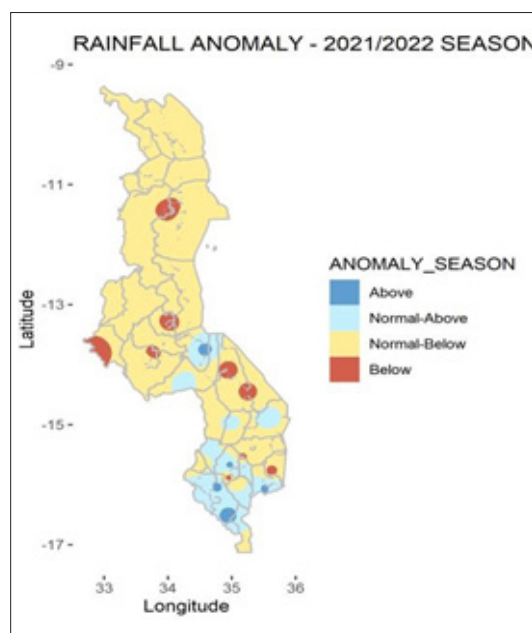 RAINFALL ANOMALY - 2021/2022 SEASON
-9
-11
-13
-15
-17
Latitude
33
34
35
36
Longitude
ANOMALY_SEASON
Above
Normal-Above
Normal-Below
Below